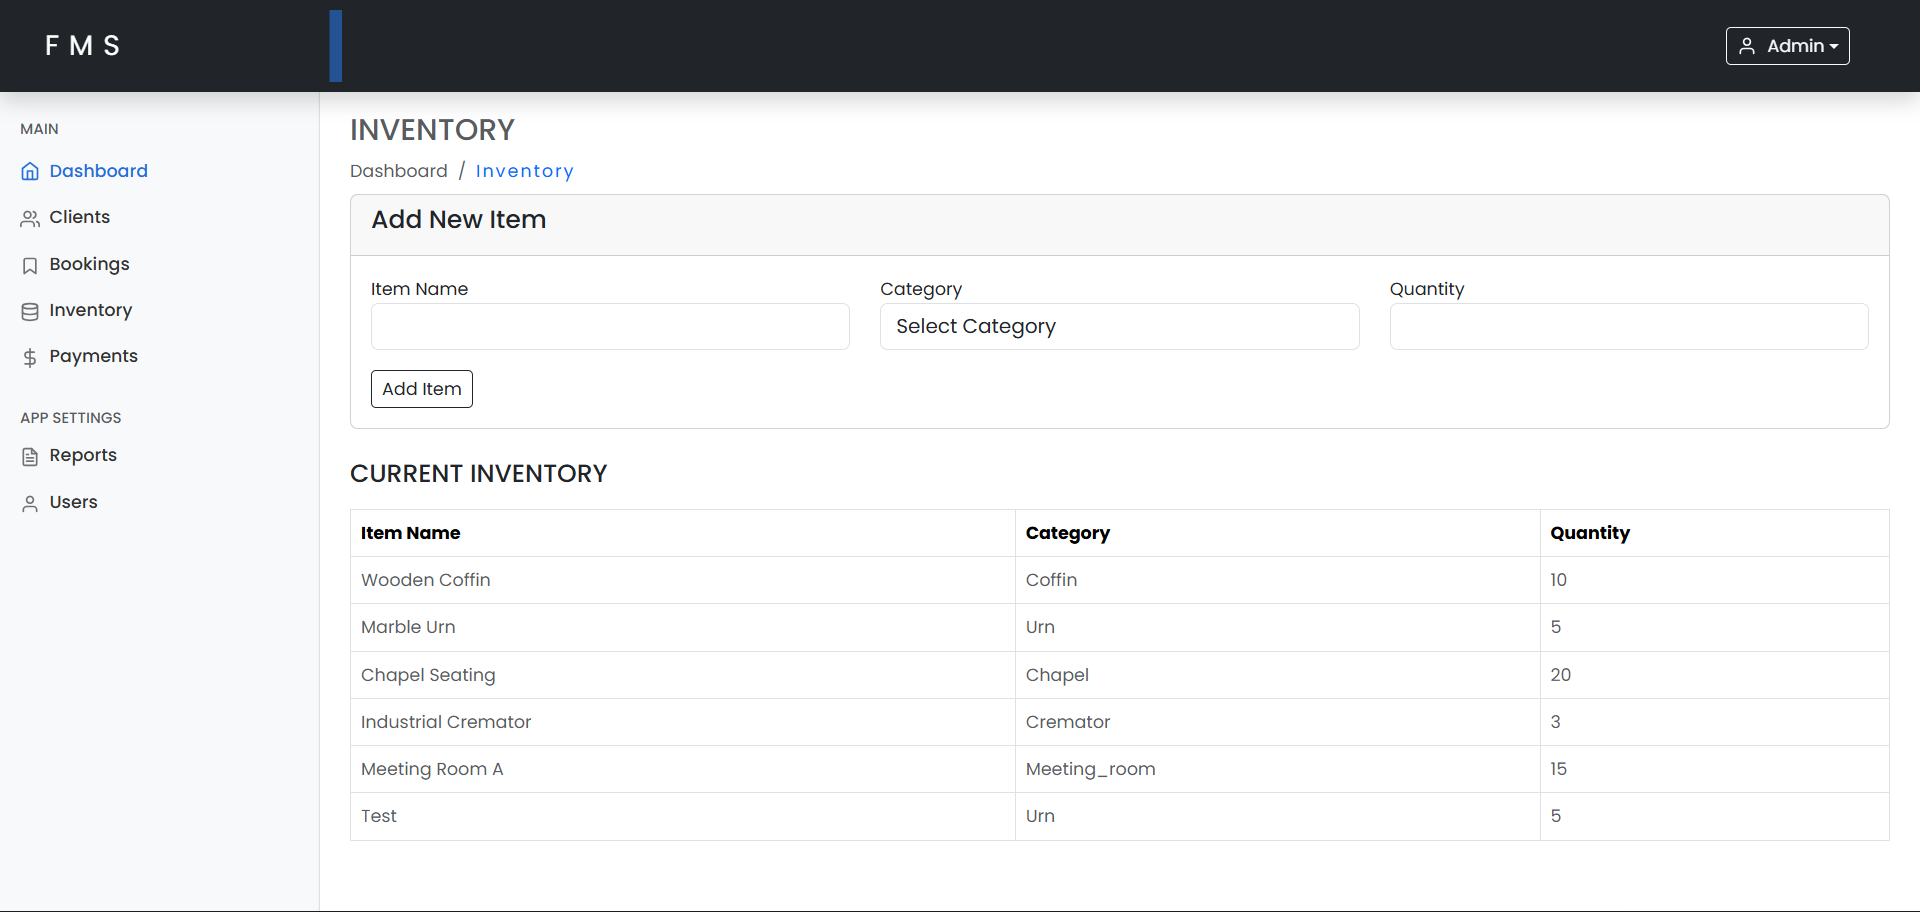 F M S
Admin
MAIN
Dashboard
Clients
Bookings
Inventory
Payments
APP SETTINGS
Reports
Users
INVENTORY
Dashboard / Inventory
Add New Item
Item Name Category Quantity
Select Category
Add Item
CURRENT INVENTORY
Item Name Category Quantity
Wooden Coffin Coffin 10
Marble Urn Urn 5
Chapel Seating Chapel 20
Industrial Cremator Cremator 3
Meeting Room A Meeting_room 15
Test Urn 5